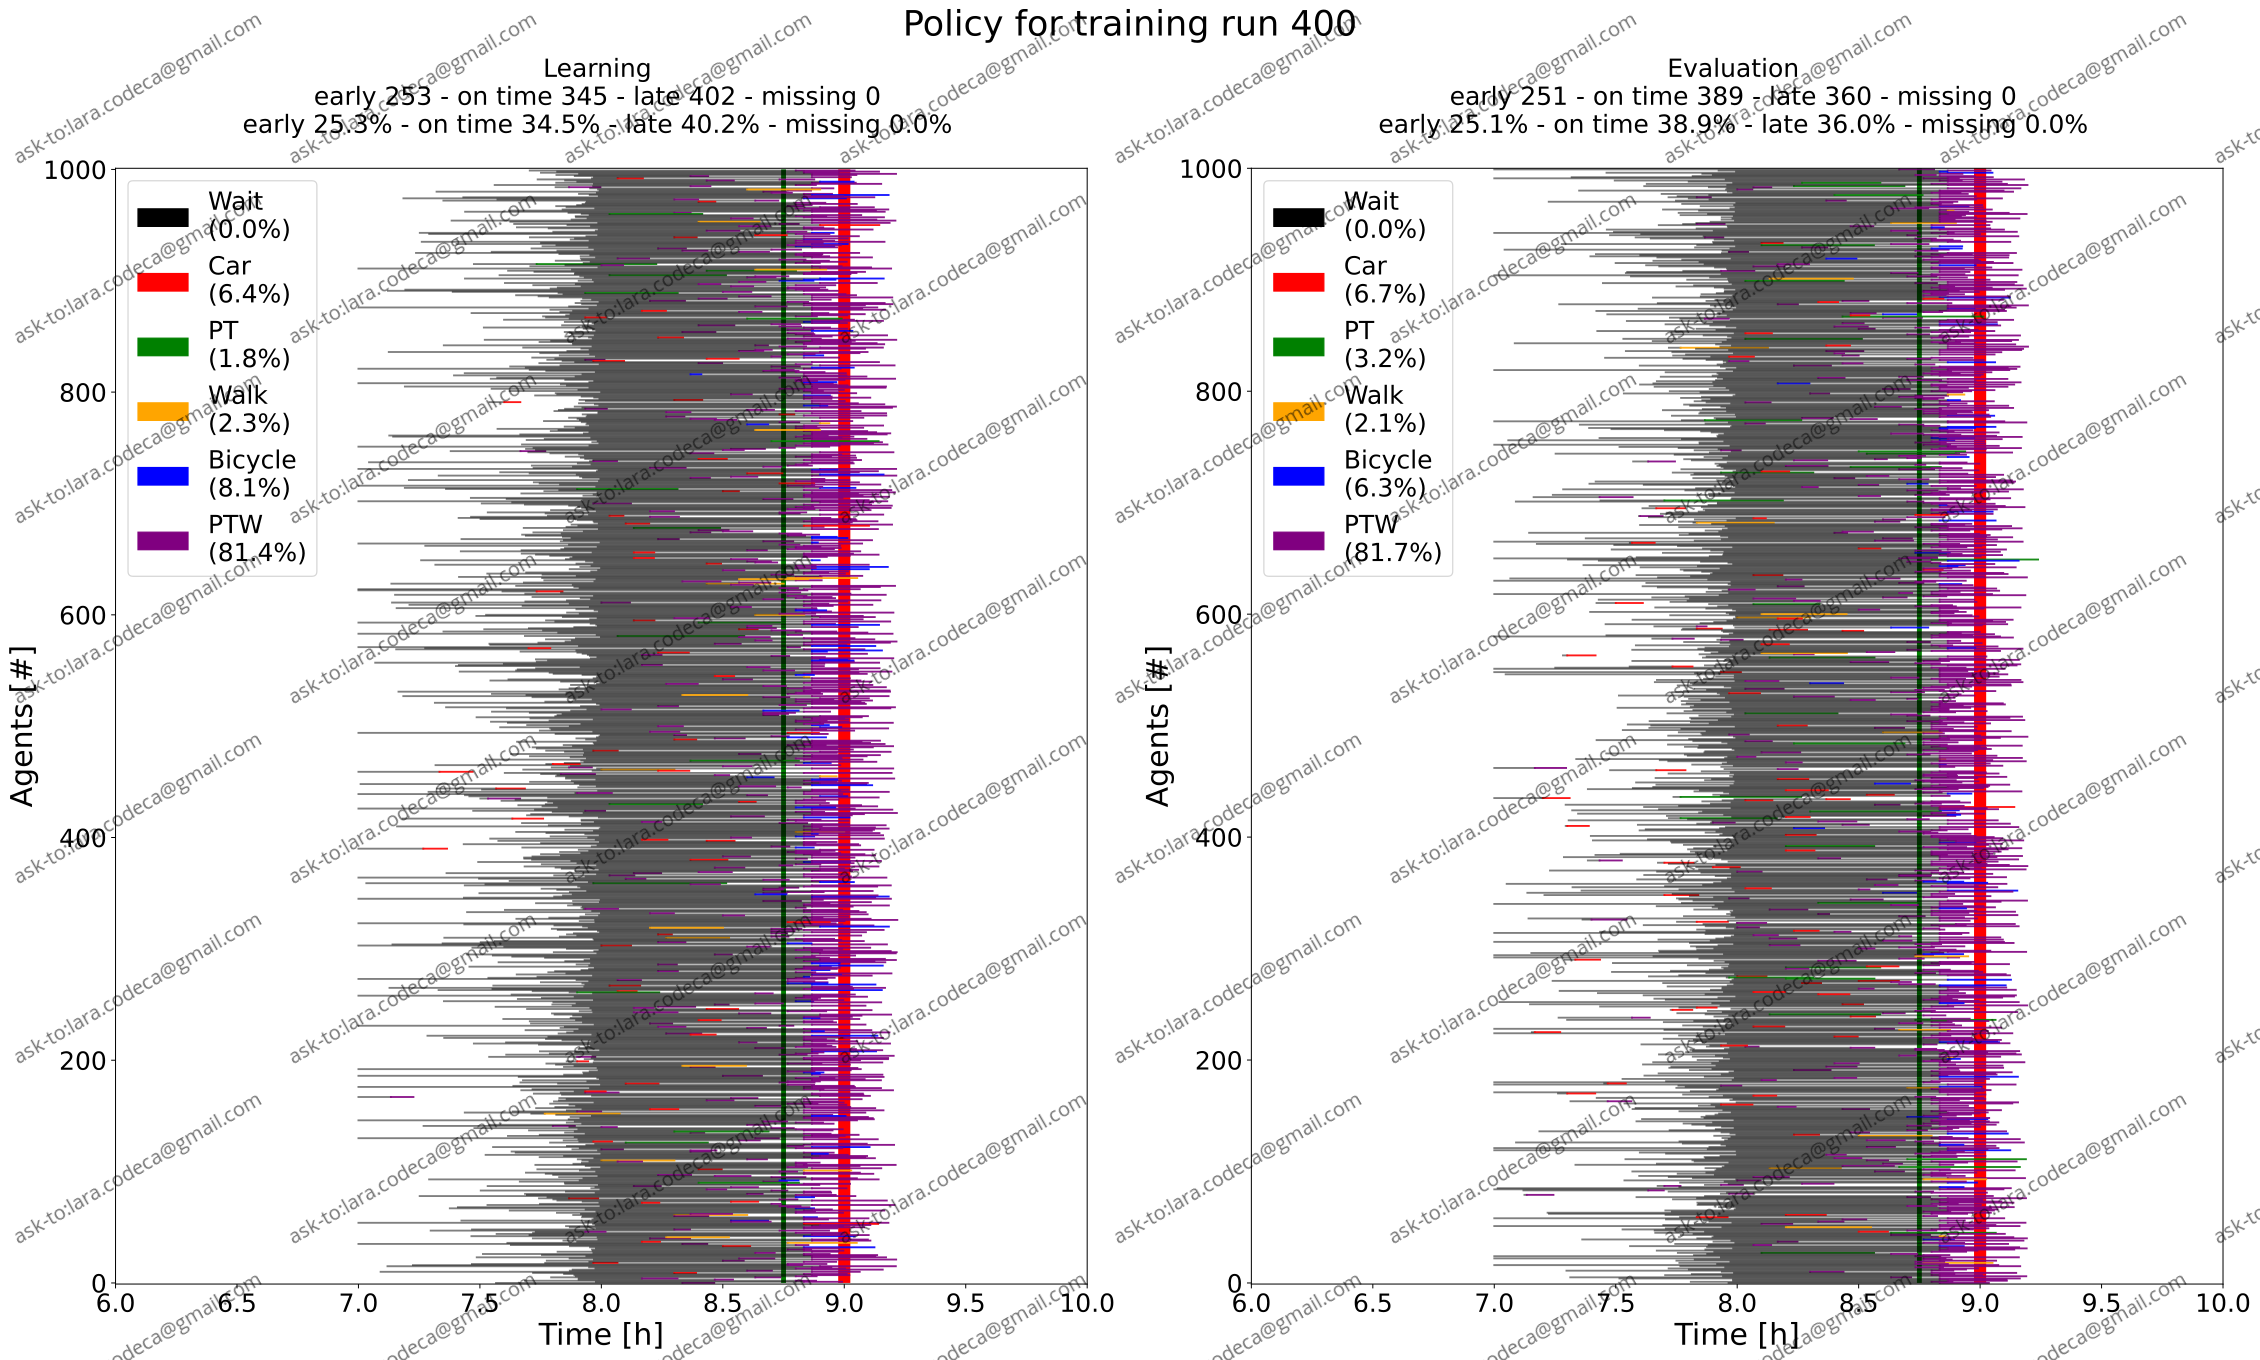 Policy for training run 400
Learning
early 253 - on time 345 - late 402 - missing 0
early 25.3% - on time 34.5% - late 40.2% - missing 0.0%
1000
800
600
400
200
0
Agents [#]
Wait
(0.0%)
Car
(6.4%)
PT
(1.8%)
Walk
(2.3%)
Bicycle
(8.1%)
PTW
(81.4%)
6.0 6.5 7.0 7.5 8.0 8.5 9.0 9.5 10.0
Time [h]
Evaluation
early 251 - on time 389 - late 360 - missing 0
early 25.1% - on time 38.9% - late 36.0% - missing 0.0%
1000
800
600
400
200
0
Agents [#]
Wait
(0.0%)
Car
(6.7%)
PT
(3.2%)
Walk
(2.1%)
Bicycle
(6.3%)
PTW
(81.7%)
6.0 6.5 7.0 7.5 8.0 8.5 9.0 9.5 10.0
Time [h]
ask-to:lara.codeca@gmail.com